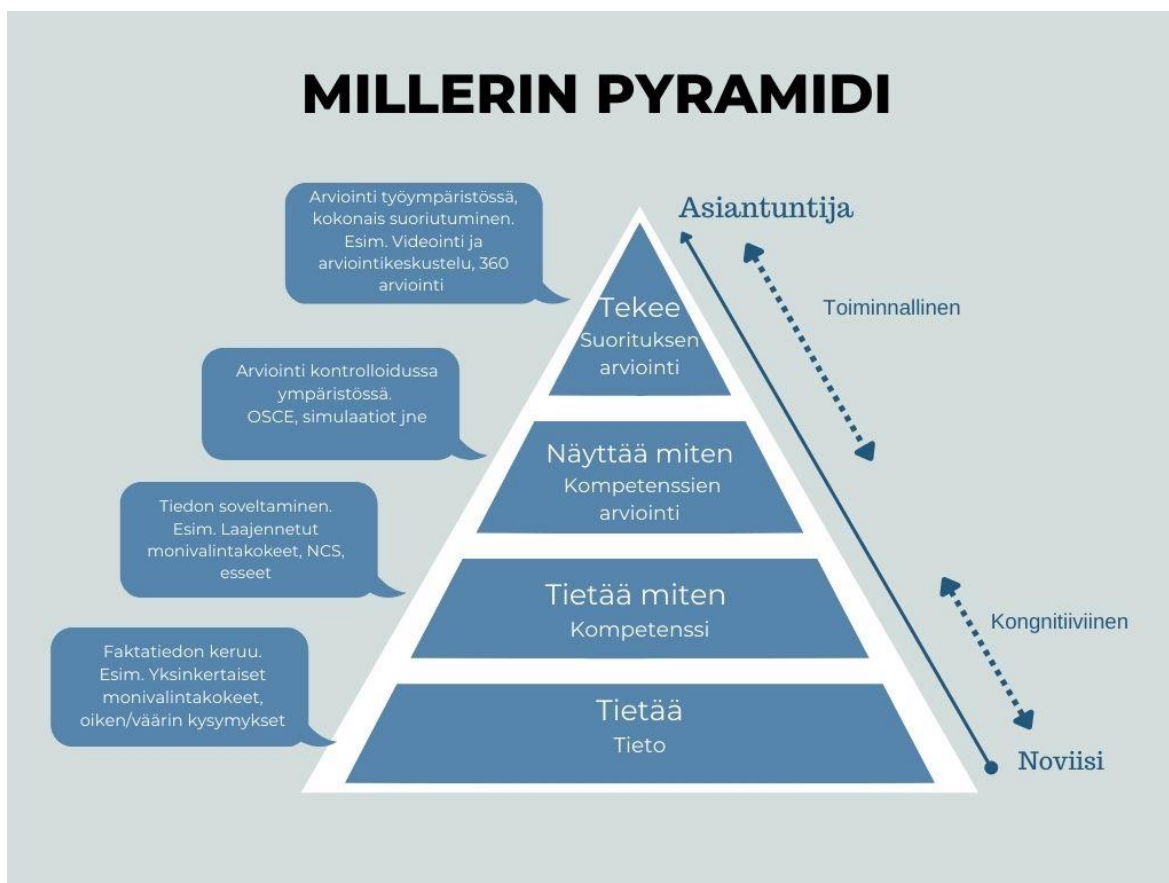 MILLERIN PYRAMIDI
Arviointi työympäristössä,
kokonais suoriutuminen.
Esim. Videointi ja
arviointikeskustelu, 360
arviointi
Asiantuntija
Tekee
Suorituksen
arviointi
Toiminnallinen
Arviointi kontrolloidussa
ympäristössä.
OSCE, simulaatiot jne
Näyttää miten
Kompetenssien
arviointi
Tiedon soveltaminen.
Esim. Laajennetut
monivalintakokeet, NCS,
esseet
Tietää miten
Kompetenssi
Kongnitiiviinen
Faktatiedon keruu.
Esim. Yksinkertaiset
monivalintakokeet,
oiken/väärin kysymykset
Tietää
Tieto
Noviisi